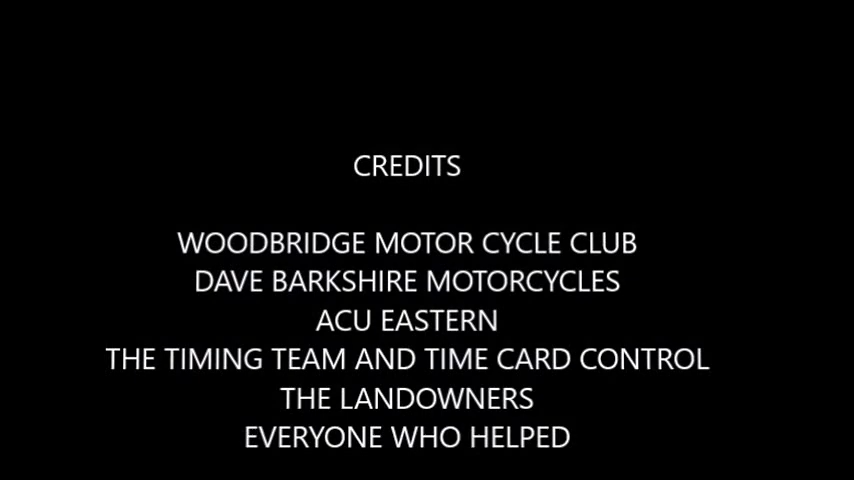 CREDITS
WOODBRIDGE MOTOR CYCLE CLUB
DAVE BARKSHIRE MOTORCYCLES
ACU EASTERN
THE TIMING TEAM AND TIME CARD CONTROL
THE LANDOWNERS
EVERYONE WHO HELPED